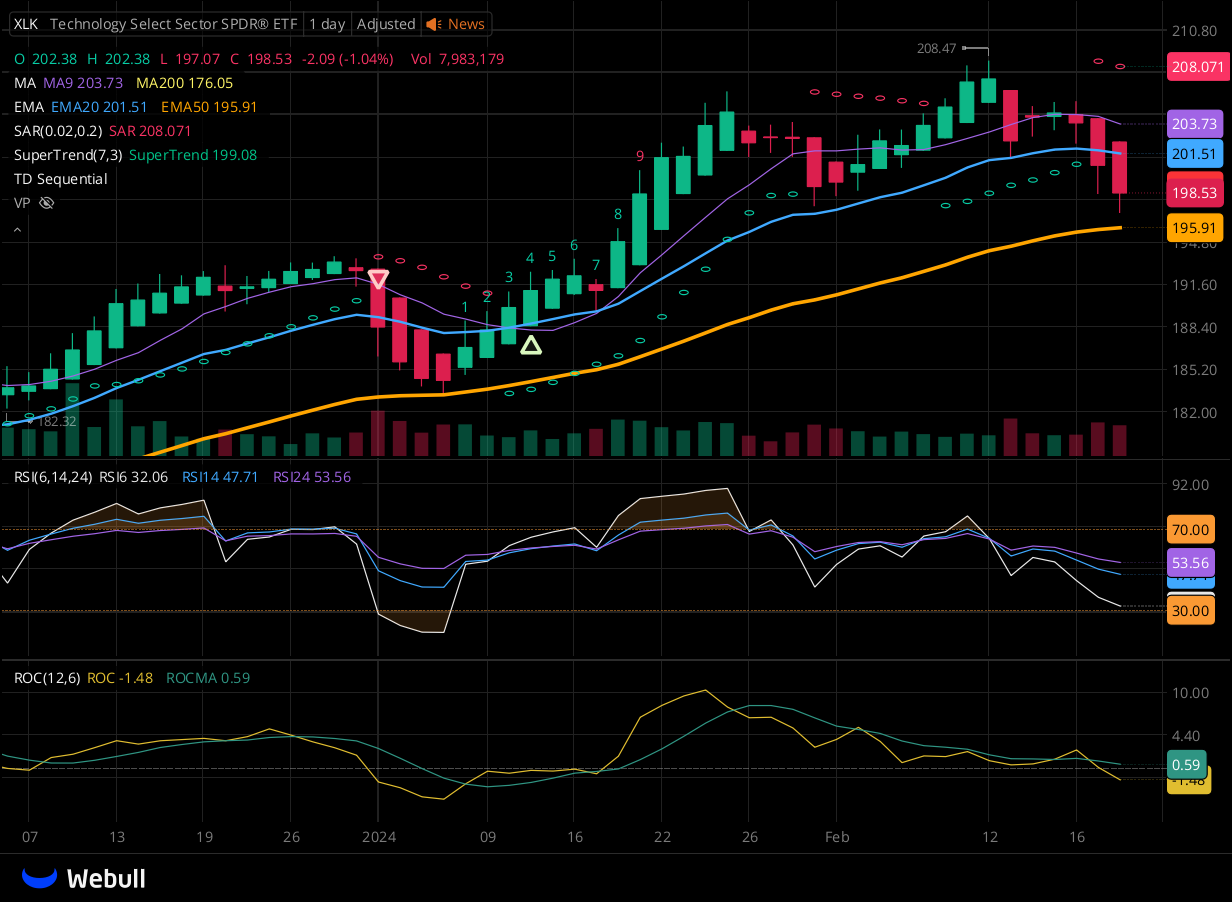 XLK Technology Select Sector SPDR® ETF 1 day Adjusted News
O 202.38 H 202.38 L 197.07 C 198.53 -2.09 (-1.04%) Vol 7,983,179
MA MA9 203.73 MA200 176.05
EMA EMA20 201.51 EMA50 195.91
SAR(0.02,0.2) SAR 208.071
SuperTrend(7,3) SuperTrend 199.08
TD Sequential
VP
208.47
210.80
208.071
203.73
201.51
198.53
195.91
194.80
191.60
188.40
185.20
182.00
1 2 3 4 5 6 7 8 9
182.32
RSI(6,14,24) RSI6 32.06 RSI14 47.71 RSI24 53.56
92.00
70.00
53.56
30.00
ROC(12,6) ROC -1.48 ROCMA 0.59
10.00
4.40
0.59
-1.48
07 13 19 26 2024 09 16 22 26 Feb 12 16
Webull